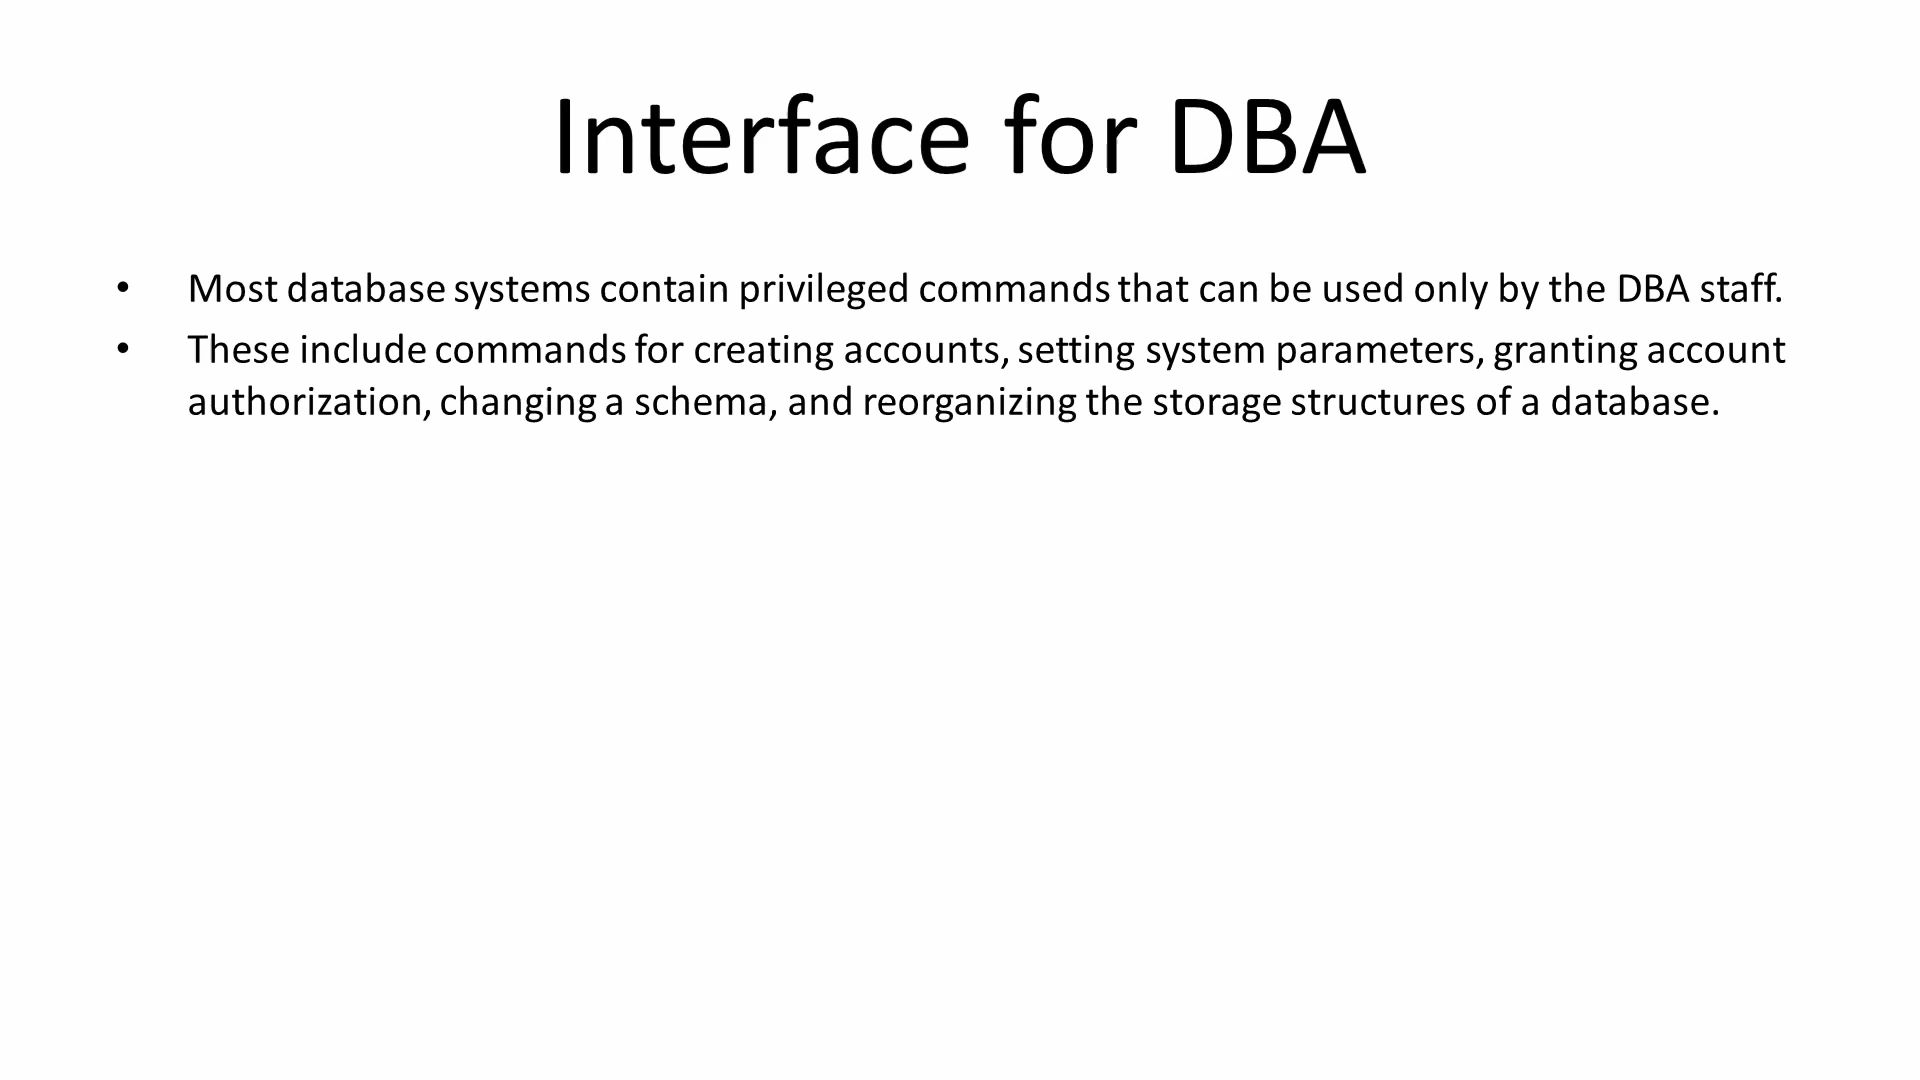 Interface for DBA
• Most database systems contain privileged commands that can be used only by the DBA staff.
• These include commands for creating accounts, setting system parameters, granting account
authorization, changing a schema, and reorganizing the storage structures of a database.